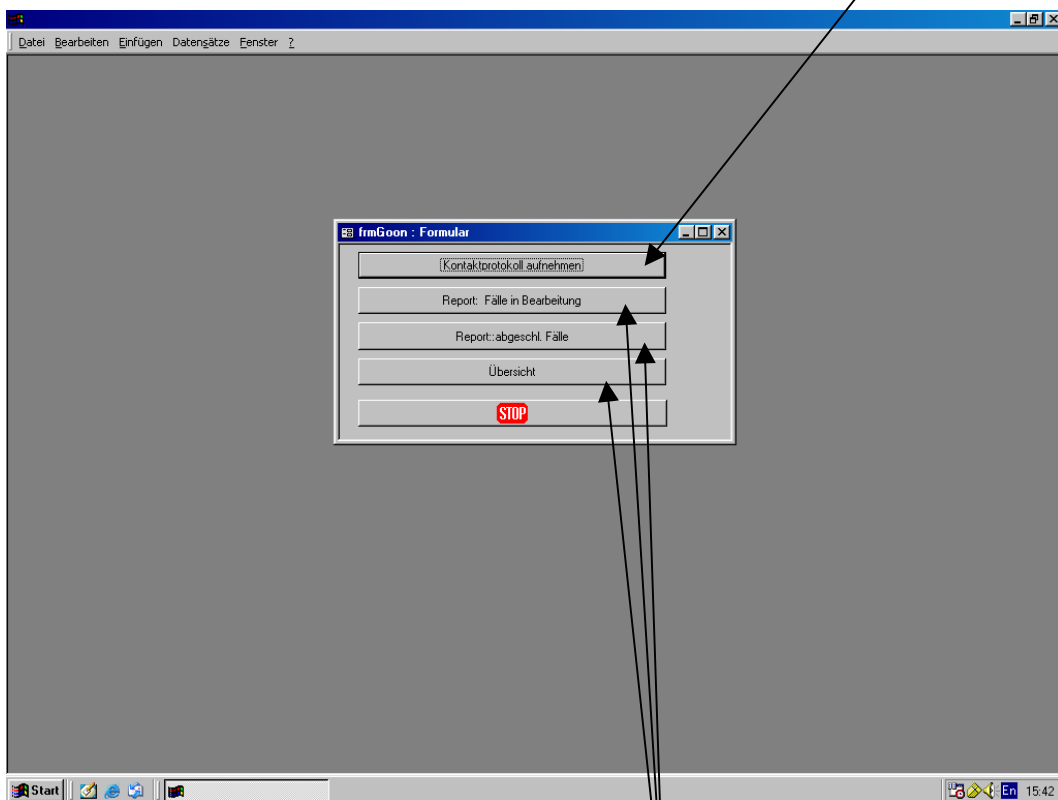 Datei Bearbeiten Einfügen Datensätze Fenster ?
frmGoon : Formular
Kontaktprotokoll aufnehmen
Report: Fälle in Bearbeitung
Report::abgeschl. Fälle
Übersicht
STOP
Start En 15:42